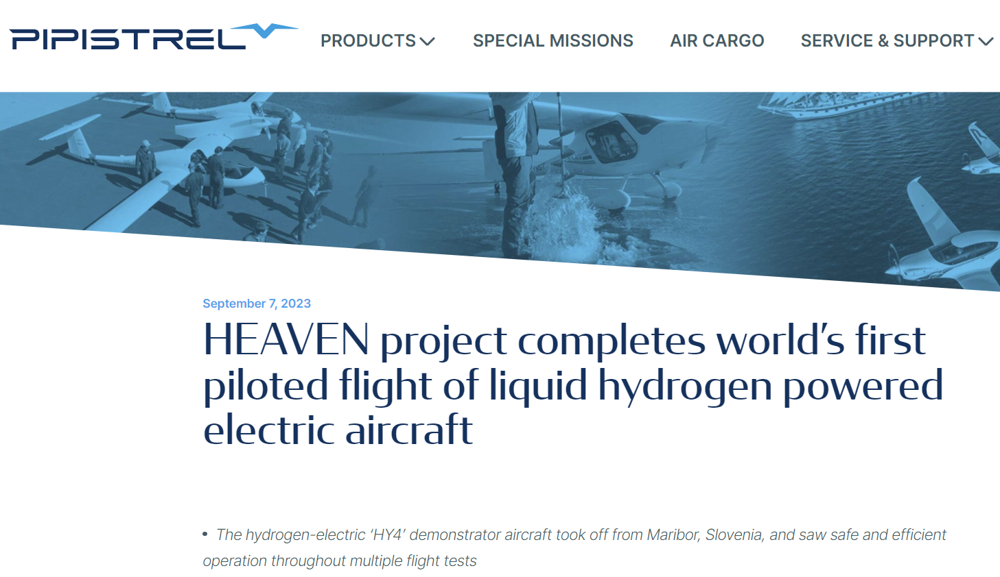 PIPISTREL
PRODUCTS
SPECIAL MISSIONS
AIR CARGO
SERVICE & SUPPORT
September 7, 2023
HEAVEN project completes world’s first
piloted flight of liquid hydrogen powered
electric aircraft
• The hydrogen-electric ‘HY4’ demonstrator aircraft took off from Maribor, Slovenia, and saw safe and efficient
operation throughout multiple flight tests